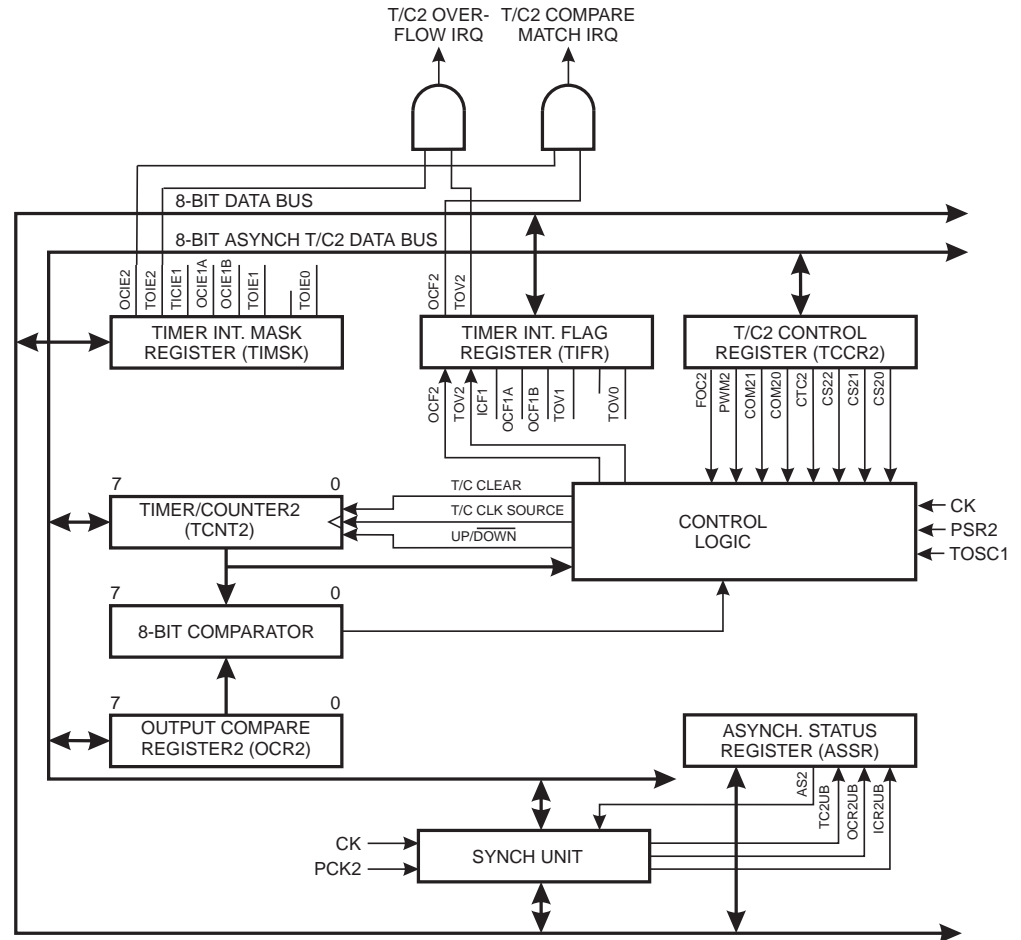 T/C2 OVER-
FLOW IRQ
T/C2 COMPARE
MATCH IRQ
8-BIT DATA BUS
8-BIT ASYNCH T/C2 DATA BUS
OCIE2
TOIE2
TICIE1
OCIE1A
OCIE1B
TOIE1
TOIE0
OCF2
TOV2
TIMER INT. MASK
REGISTER (TIMSK)
TIMER INT. FLAG
REGISTER (TIFR)
T/C2 CONTROL
REGISTER (TCCR2)
OCF2
TOV2
ICF1
OCF1A
OCF1B
TOV1
TOV0
FOC2
PWM2
COM21
COM20
CTC2
CS22
CS21
CS20
7 0
TIMER/COUNTER2
(TCNT2)
T/C CLEAR
T/C CLK SOURCE
UP/DOWN
CONTROL
LOGIC
CK
PSR2
TOSC1
7 0
8-BIT COMPARATOR
7 0
OUTPUT COMPARE
REGISTER2 (OCR2)
ASYNCH. STATUS
REGISTER (ASSR)
AS2
TC2UB
OCR2UB
ICR2UB
CK
PCK2
SYNCH UNIT